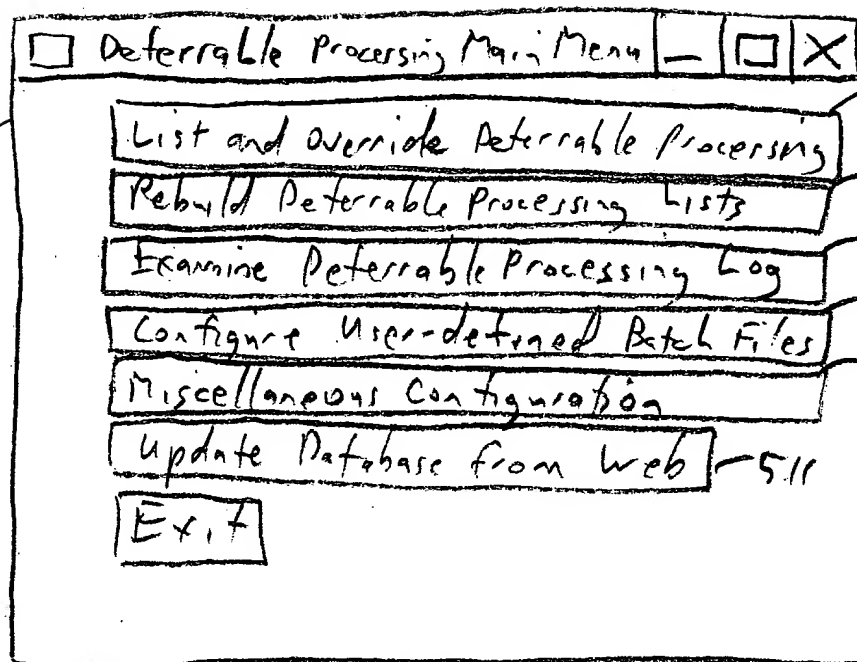 Deferrable Processing Main Menu
List and Override Deferrable Processing
Rebuild Deferrable Processing Lists
Examine Deferrable Processing Log
Configure User-defined Batch Files
Miscellaneous Configuration
Update Database from Web 511
Exit